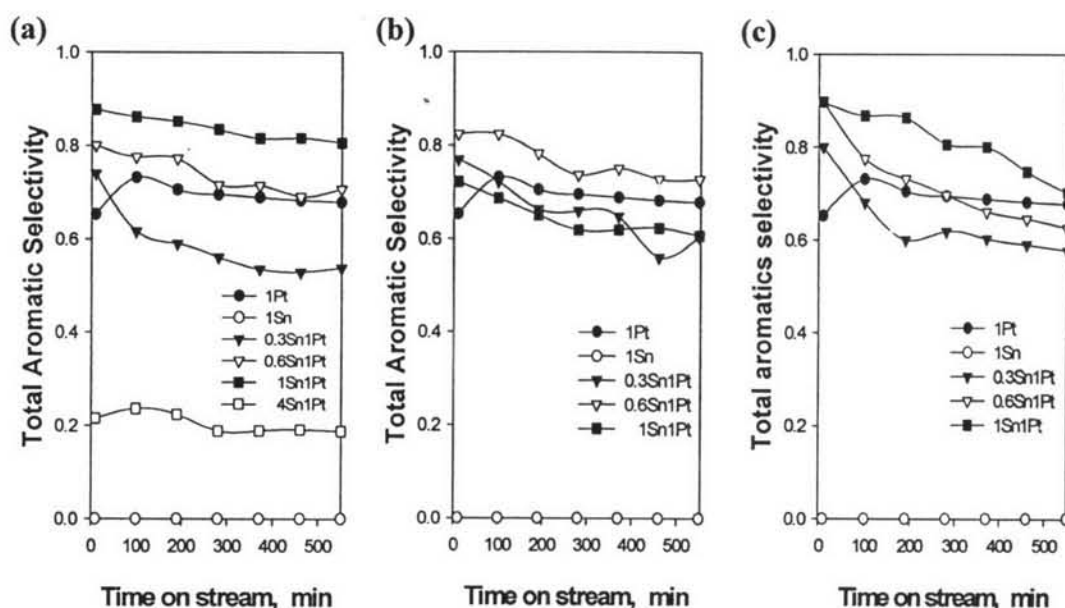 (a)
Total Aromatic Selectivity
1.0
0.8
0.6
0.4
0.2
0.0
1Pt
1Sn
0.3Sn1Pt
0.6Sn1Pt
1Sn1Pt
4Sn1Pt
0 100 200 300 400 500
Time on stream, min
(b)
Total Aromatic Selectivity
1.0
0.8
0.6
0.4
0.2
0.0
1Pt
1Sn
0.3Sn1Pt
0.6Sn1Pt
1Sn1Pt
0 100 200 300 400 500
Time on stream, min
(c)
Total aromatics selectivity
1.0
0.8
0.6
0.4
0.2
0.0
1Pt
1Sn
0.3Sn1Pt
0.6Sn1Pt
1Sn1Pt
0 100 200 300 400 500
Time on stream, min